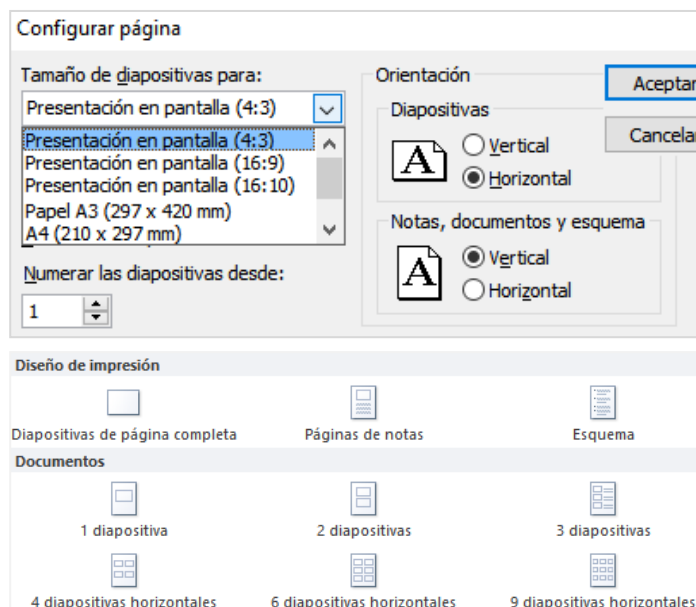 Configurar página
Tamaño de diapositivas para:
Presentación en pantalla (4:3)
Presentación en pantalla (4:3)
Presentación en pantalla (16:9)
Presentación en pantalla (16:10)
Papel A3 (297 x 420 mm)
A4 (210 x 297 mm)
Numerar las diapositivas desde:
1
Orientación
Diapositivas
A
Vertical
Horizontal
Notas, documentos y esquema
A
Vertical
Horizontal
Aceptar
Cancelar
Diseño de impresión
Diapositivas de página completa Páginas de notas Esquema
Documentos
1 diapositiva 2 diapositivas 3 diapositivas
4 diapositivas horizontales 6 diapositivas horizontales 9 diapositivas horizontales